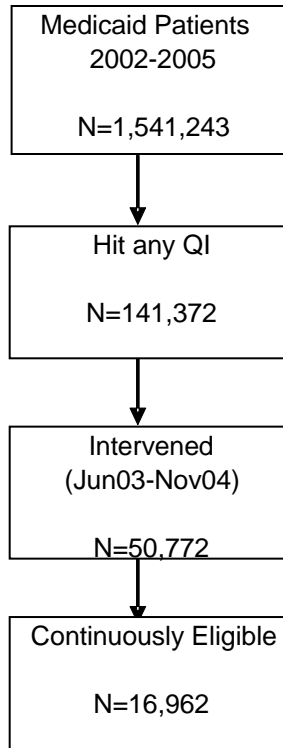 Medicaid Patients
2002-2005
N=1,541,243
Hit any QI
N=141,372
Intervened
(Jun03-Nov04)
N=50,772
Continuously Eligible
N=16,962